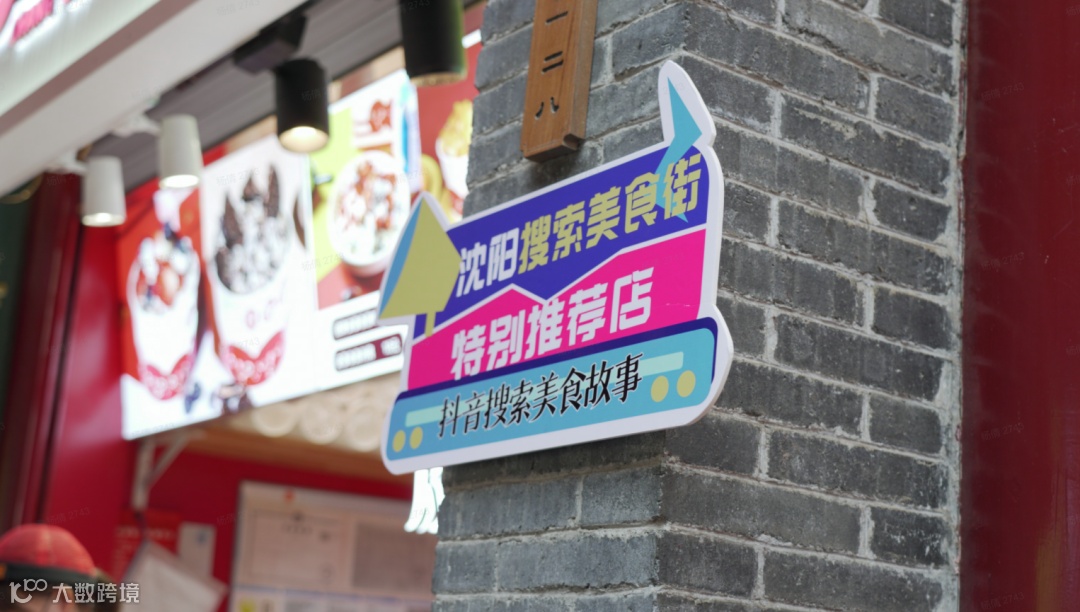 一二八
沈阳搜索美食街
特别推荐店
抖音搜索美食故事
大数跨境